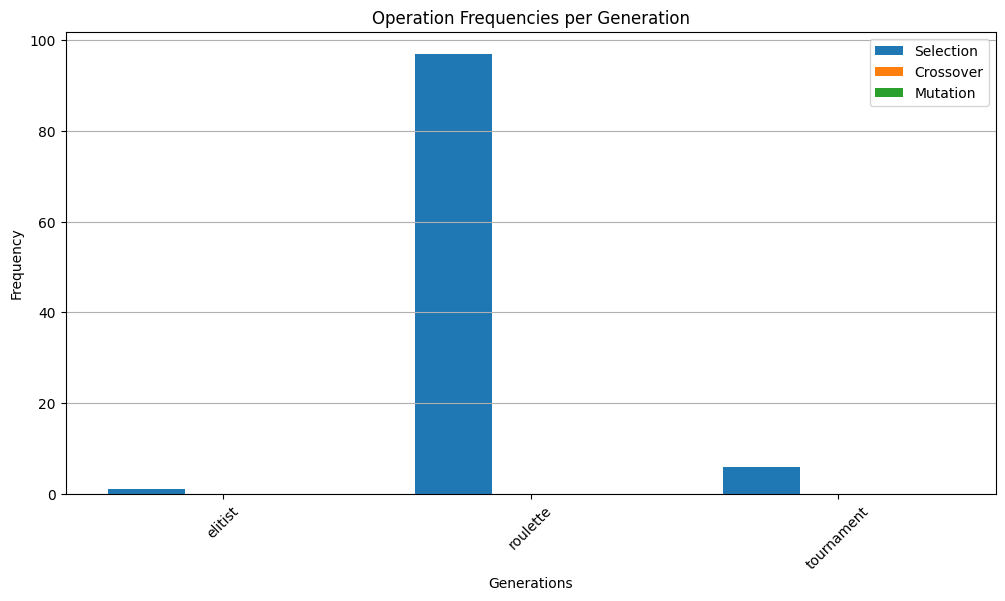 Operation Frequencies per Generation
Selection
Crossover
Mutation
Frequency
100
80
60
40
20
0
elitist
roulette
tournament
Generations